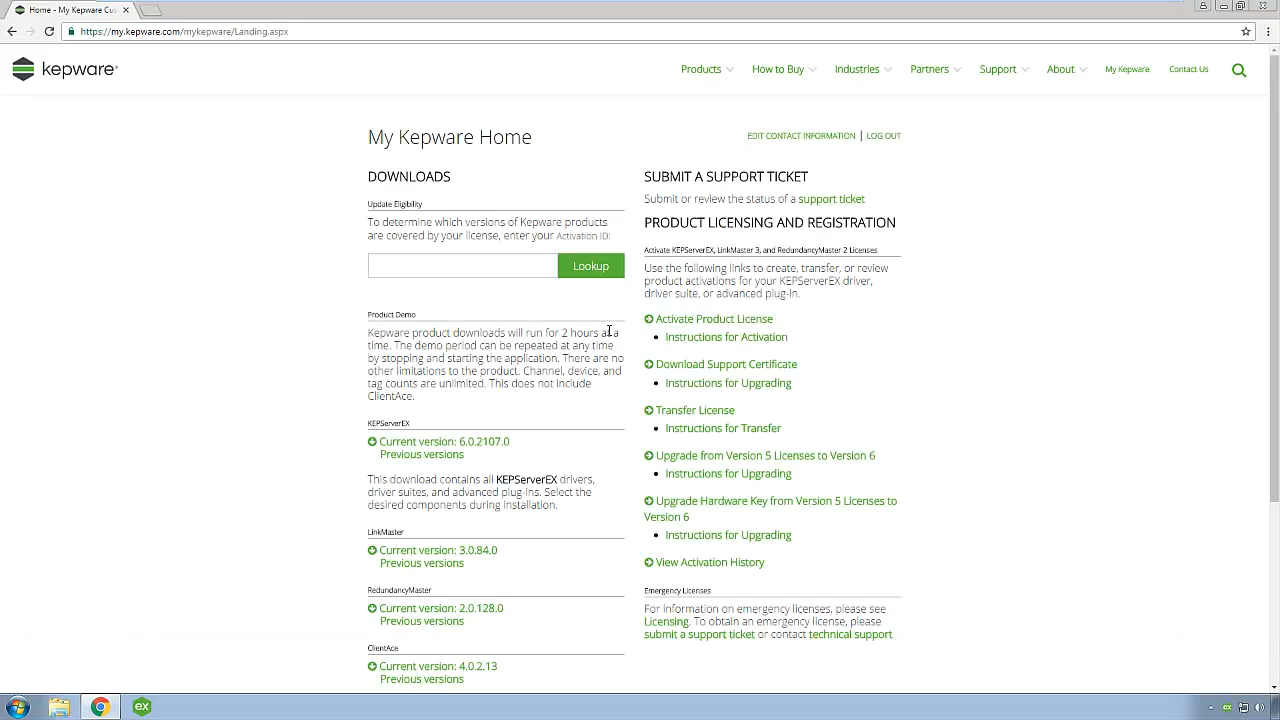 Home - My Kepware Cus
https://my.kepware.com/mykepware/Landing.aspx
kepware®
Products
How to Buy
Industries
Partners
Support
About
My Kepware
Contact Us
My Kepware Home
EDIT CONTACT INFORMATION | LOG OUT
DOWNLOADS
Update Eligibility
To determine which versions of Kepware products
are covered by your license, enter your Activation ID:
Lookup
Product Demo
Kepware product downloads will run for 2 hours at a
time. The demo period can be repeated at any time
by stopping and starting the application. There are no
other limitations to the product. Channel, device, and
tag counts are unlimited. This does not include
ClientAce.
KEPServerEX
Current version: 6.0.2107.0
Previous versions
This download contains all KEPServerEX drivers,
driver suites, and advanced plug-ins. Select the
desired components during installation.
LinkMaster
Current version: 3.0.84.0
Previous versions
RedundancyMaster
Current version: 2.0.128.0
Previous versions
ClientAce
Current version: 4.0.2.13
Previous versions
SUBMIT A SUPPORT TICKET
Submit or review the status of a support ticket
PRODUCT LICENSING AND REGISTRATION
Activate KEPServerEX, LinkMaster 3, and RedundancyMaster 2 Licenses
Use the following links to create, transfer, or review
product activations for your KEPServerEX driver,
driver suite, or advanced plug-in.
Activate Product License
• Instructions for Activation
Download Support Certificate
• Instructions for Upgrading
Transfer License
• Instructions for Transfer
Upgrade from Version 5 Licenses to Version 6
• Instructions for Upgrading
Upgrade Hardware Key from Version 5 Licenses to
Version 6
• Instructions for Upgrading
View Activation History
Emergency Licenses
For information on emergency licenses, please see
Licensing. To obtain an emergency license, please
submit a support ticket or contact technical support
ex